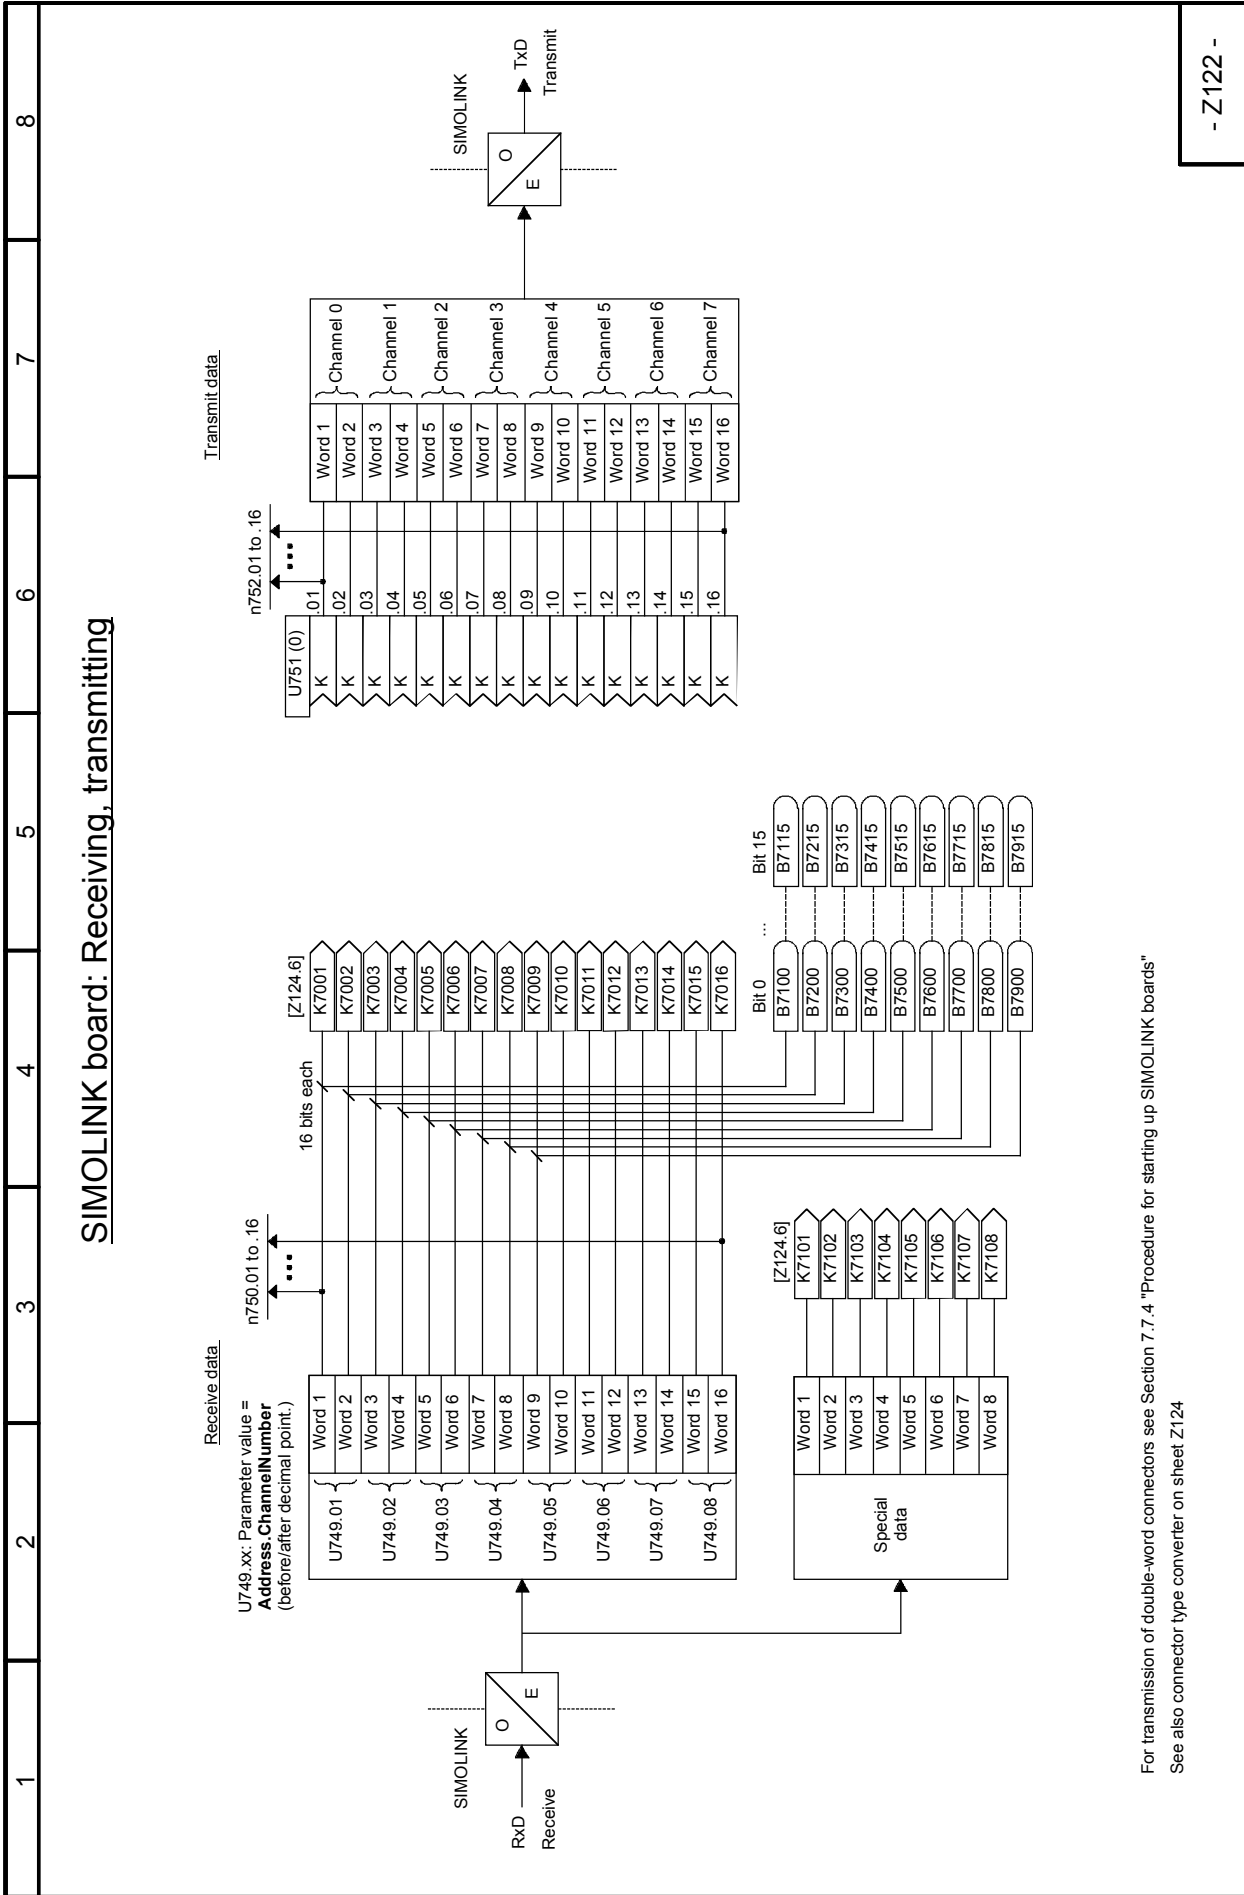 1 2 3 4 5 6 7 8
SIMOLINK board: Receiving, transmitting
Receive data
U749.xx: Parameter value =
Address.ChannelNumber
(before/after decimal point.)
SIMOLINK
O
E
RxD
Receive
U749.01
U749.02
U749.03
U749.04
U749.05
U749.06
U749.07
U749.08
Word 1
Word 2
Word 3
Word 4
Word 5
Word 6
Word 7
Word 8
Word 9
Word 10
Word 11
Word 12
Word 13
Word 14
Word 15
Word 16
n750.01 to .16
...
16 bits each
[Z124.6]
K7001
K7002
K7003
K7004
K7005
K7006
K7007
K7008
K7009
K7010
K7011
K7012
K7013
K7014
K7015
K7016
Special
data
Word 1
Word 2
Word 3
Word 4
Word 5
Word 6
Word 7
Word 8
[Z124.6]
K7101
K7102
K7103
K7104
K7105
K7106
K7107
K7108
Bit 0 ... Bit 15
B7100 B7115
B7200 B7215
B7300 B7315
B7400 B7415
B7500 B7515
B7600 B7615
B7700 B7715
B7800 B7815
B7900 B7915
Transmit data
n752.01 to .16
...
U751 (0)
K .01
K .02
K .03
K .04
K .05
K .06
K .07
K .08
K .09
K .10
K .11
K .12
K .13
K .14
K .15
K .16
Word 1
Word 2
Word 3
Word 4
Word 5
Word 6
Word 7
Word 8
Word 9
Word 10
Word 11
Word 12
Word 13
Word 14
Word 15
Word 16
Channel 0
Channel 1
Channel 2
Channel 3
Channel 4
Channel 5
Channel 6
Channel 7
SIMOLINK
O
E
TxD
Transmit
For transmission of double-word connectors see Section 7.7.4 "Procedure for starting up SIMOLINK boards"
See also connector type converter on sheet Z124
- Z122 -